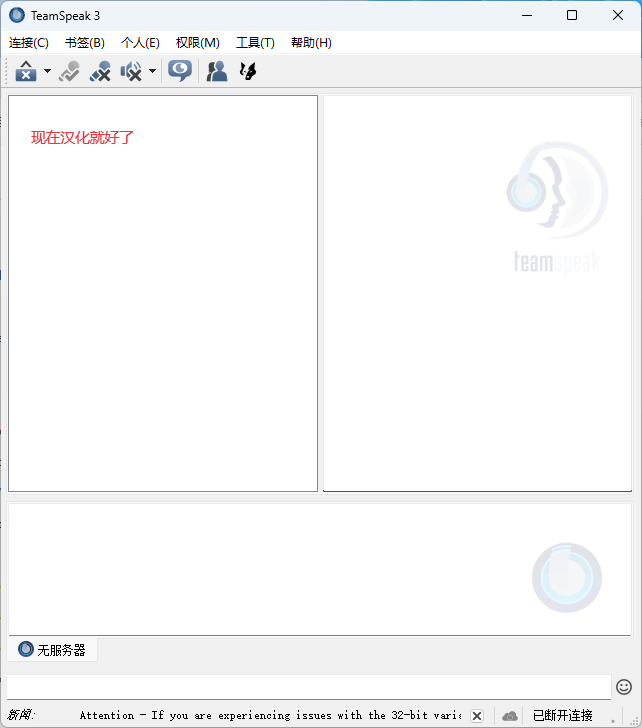 TeamSpeak 3
连接(C) 书签(B) 个人(E) 权限(M) 工具(T) 帮助(H)
现在汉化就好了
teamspeak
无服务器
新闻: Attention - If you are experiencing issues with the 32-bit varia
已断开连接